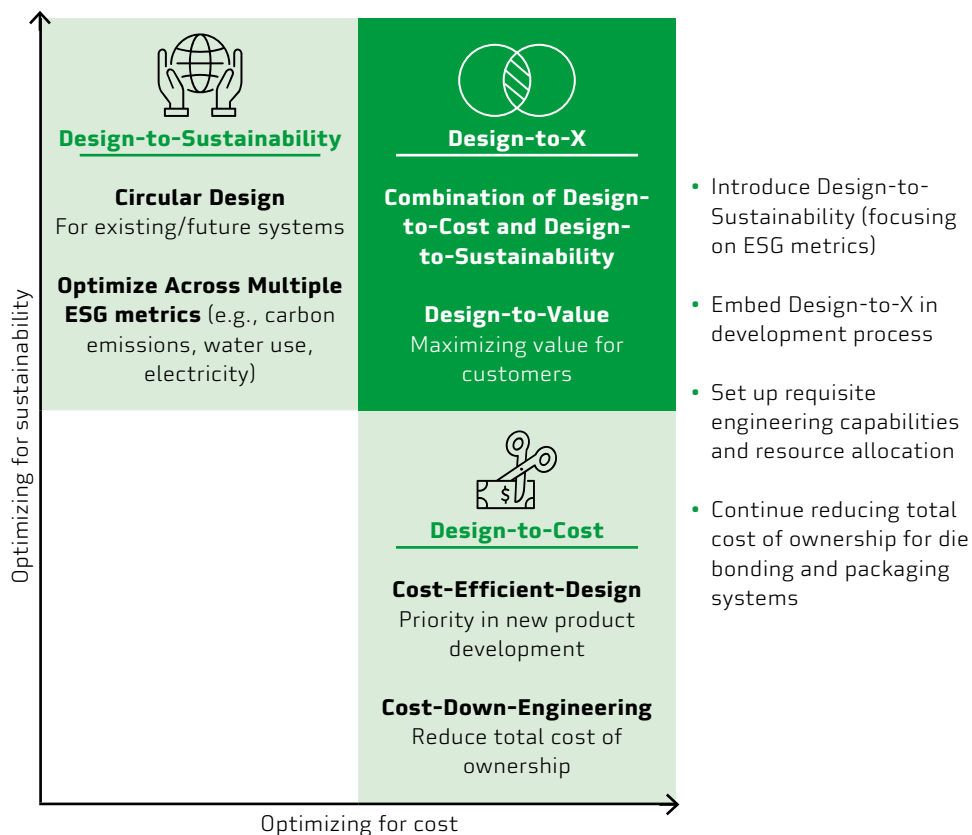 Optimizing for sustainability
Design-to-Sustainability
Circular Design
For existing/future systems
Optimize Across Multiple
ESG metrics (e.g., carbon
emissions, water use,
electricity)
Design-to-X
Combination of Design-
to-Cost and Design-
to-Sustainability
Design-to-Value
Maximizing value for
customers
$
Design-to-Cost
Cost-Efficient-Design
Priority in new product
development
Cost-Down-Engineering
Reduce total cost of
ownership
Optimizing for cost
• Introduce Design-to-
Sustainability (focusing
on ESG metrics)
• Embed Design-to-X in
development process
• Set up requisite
engineering capabilities
and resource allocation
• Continue reducing total
cost of ownership for die
bonding and packaging
systems